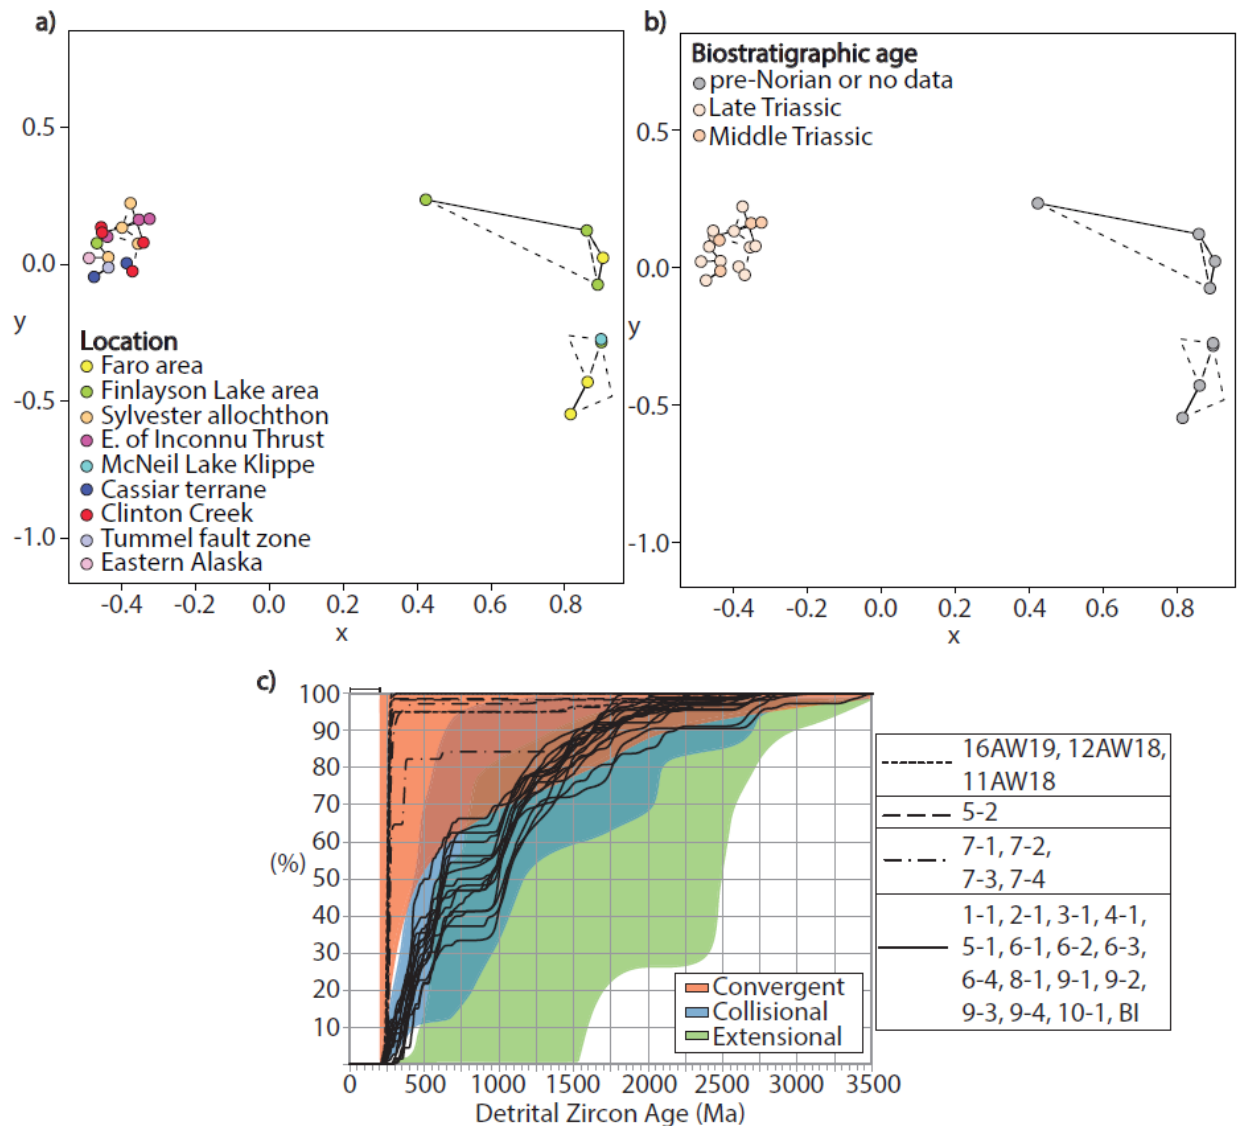 a)
0.5
0.0
-0.5
-1.0
y
Location
Faro area
Finlayson Lake area
Sylvester allochthon
E. of Inconnu Thrust
McNeil Lake Klippe
Cassiar terrane
Clinton Creek
Tummel fault zone
Eastern Alaska
-0.4 -0.2 0.0 0.2 0.4 0.6 0.8
x
b)
Biostratigraphic age
pre-Norian or no data
Late Triassic
Middle Triassic
0.5
0.0
-0.5
-1.0
y
-0.4 -0.2 0.0 0.2 0.4 0.6 0.8
x
c)
100
90
80
70
60
50
40
30
20
10
(%)
Convergent
Collisional
Extensional
0 500 1000 1500 2000 2500 3000 3500
Detrital Zircon Age (Ma)
16AW19, 12AW18,
11AW18
5-2
7-1, 7-2,
7-3, 7-4
1-1, 2-1, 3-1, 4-1,
5-1, 6-1, 6-2, 6-3,
6-4, 8-1, 9-1, 9-2,
9-3, 9-4, 10-1, BI